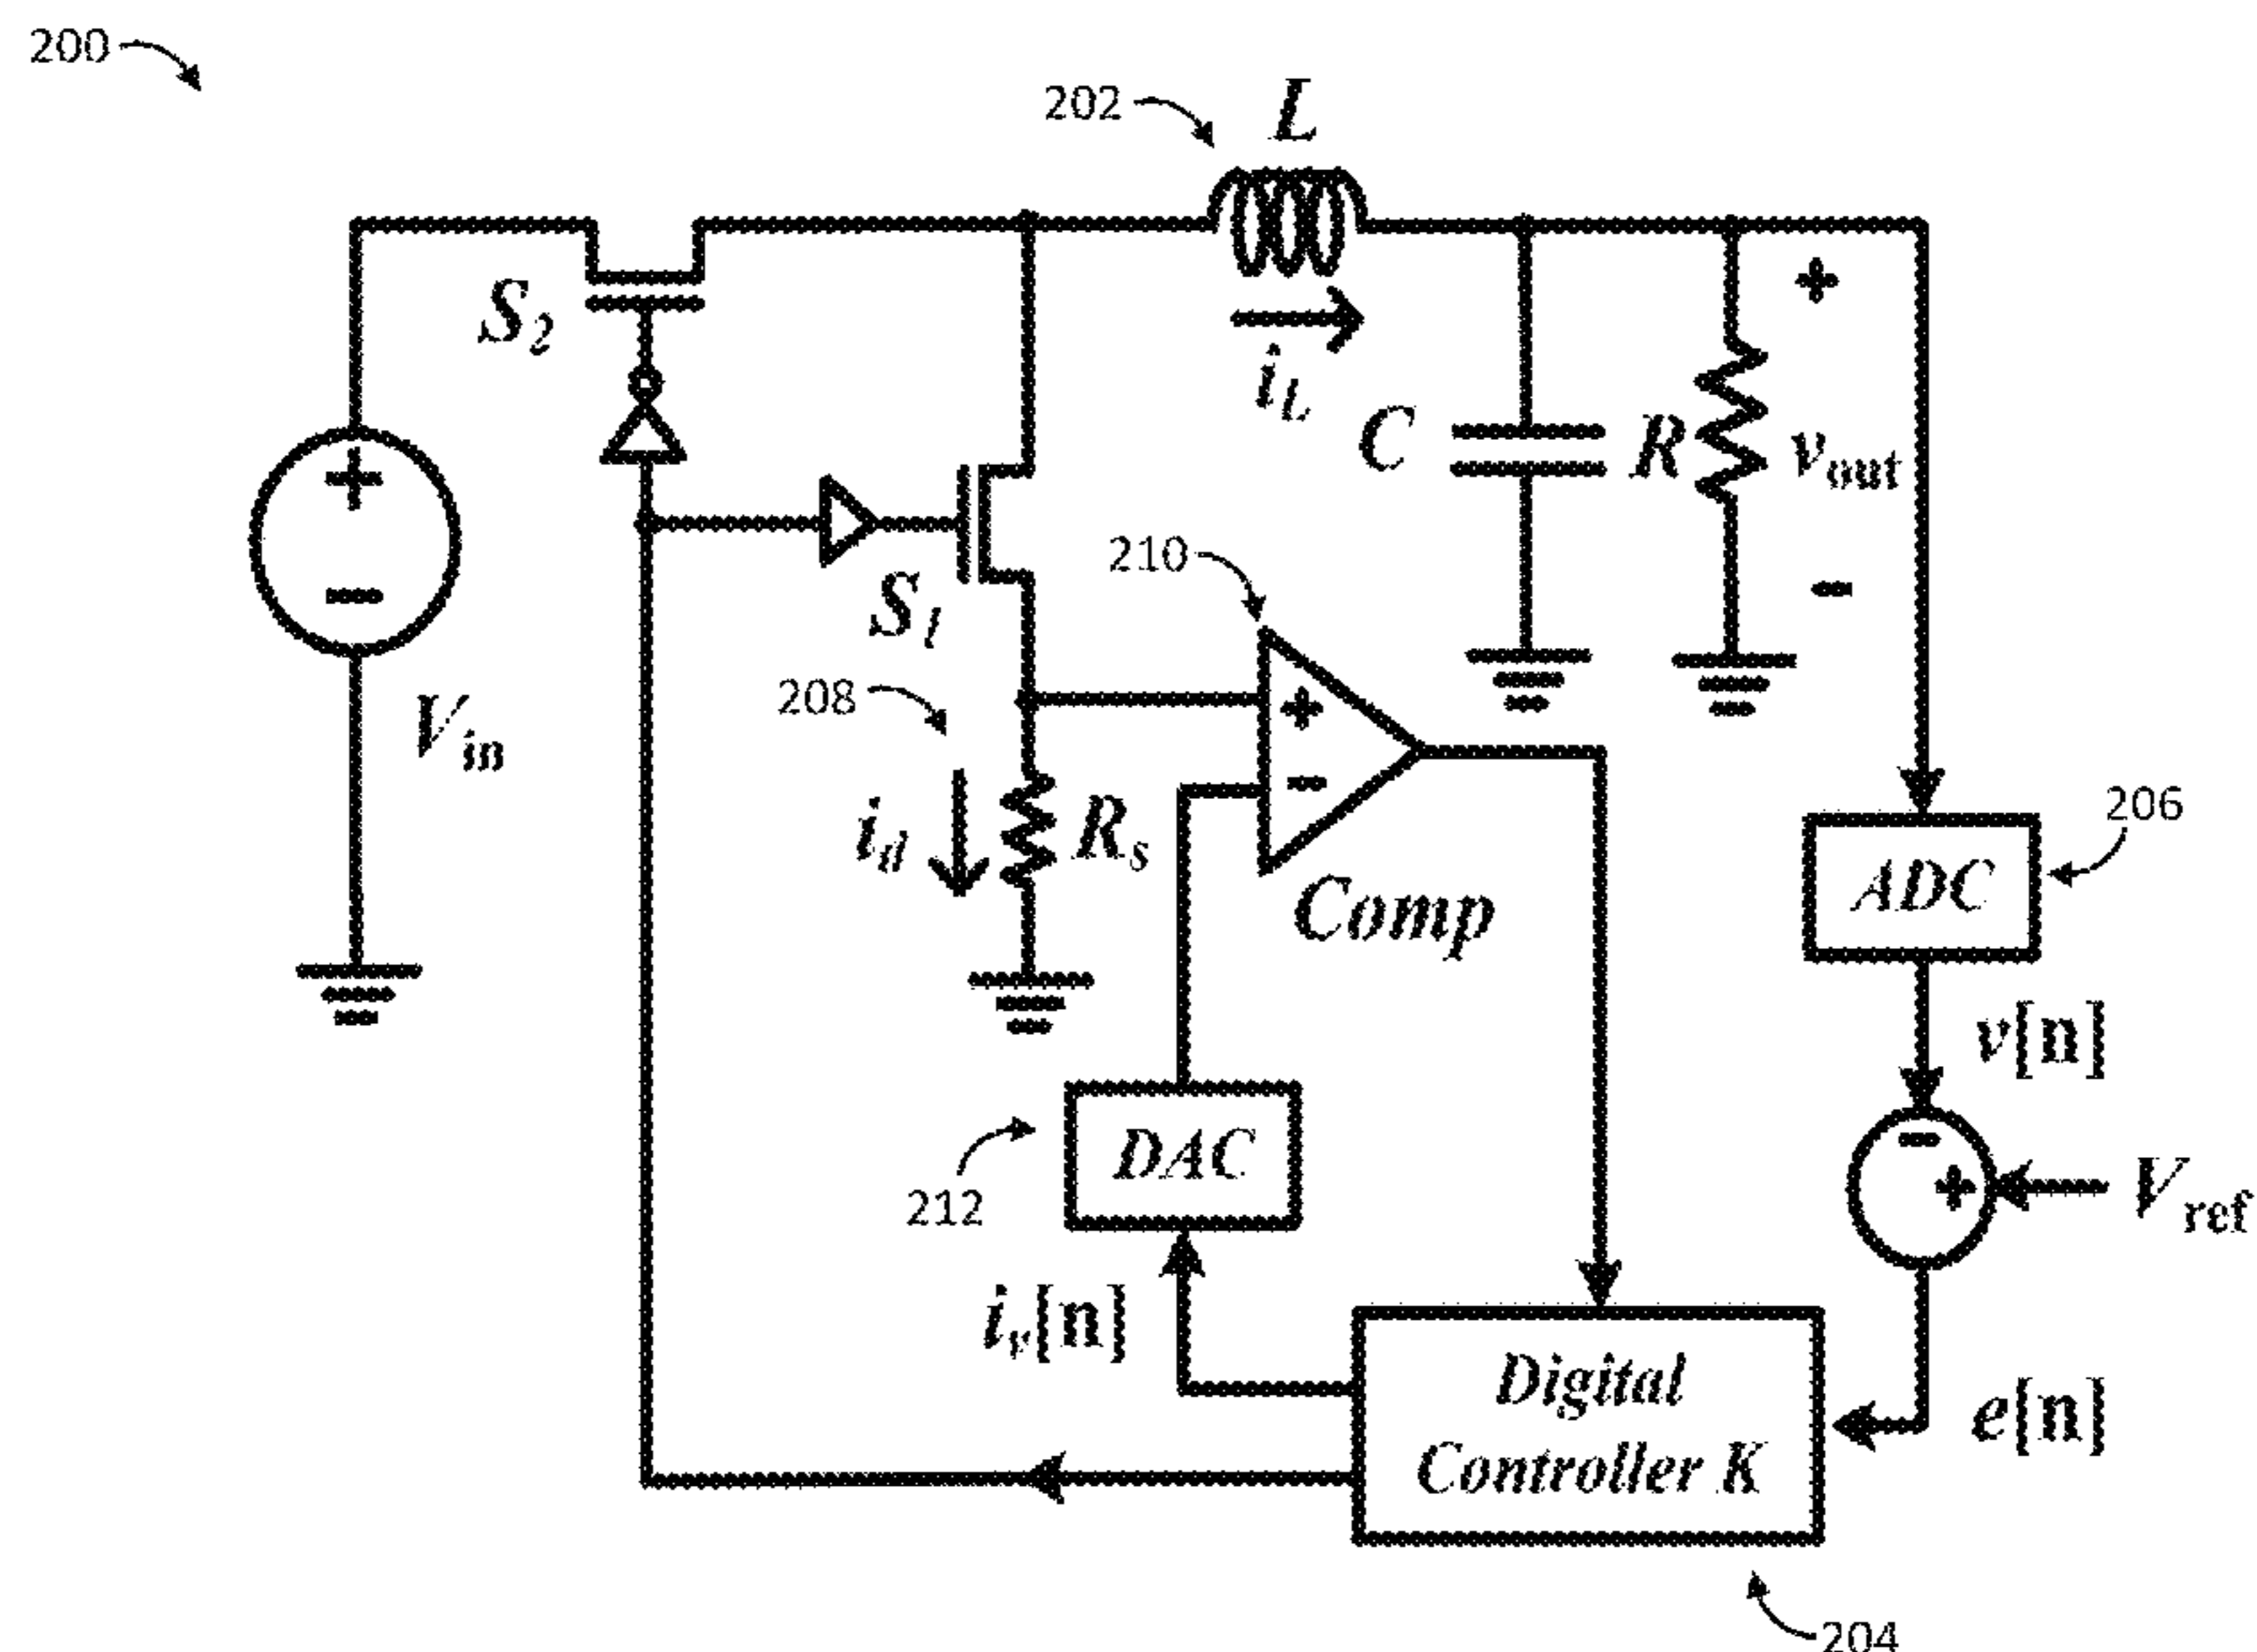 200
202
L
S2
iL
C
R
+
vout
-
+
-
Vin
S1
210
208
+
-
id
Rs
Comp
206
ADC
v[n]
DAC
212
-
+
Vref
iv[n]
Digital
Controller K
e[n]
204